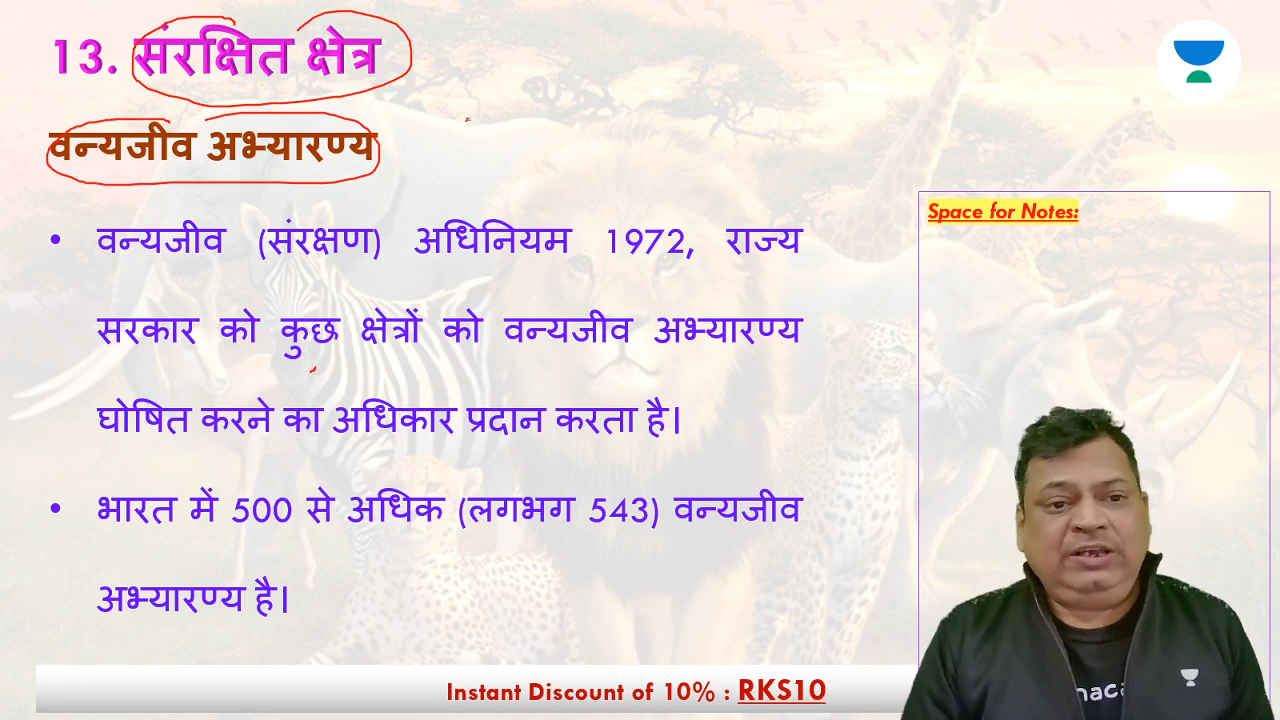 13. संरक्षित क्षेत्र
वन्यजीव अभ्यारण्य
• वन्यजीव (संरक्षण) अधिनियम 1972, राज्य
सरकार को कुछ क्षेत्रों को वन्यजीव अभ्यारण्य
घोषित करने का अधिकार प्रदान करता है।
• भारत में 500 से अधिक (लगभग 543) वन्यजीव
अभ्यारण्य है।
Space for Notes:
Instant Discount of 10% : RKS10